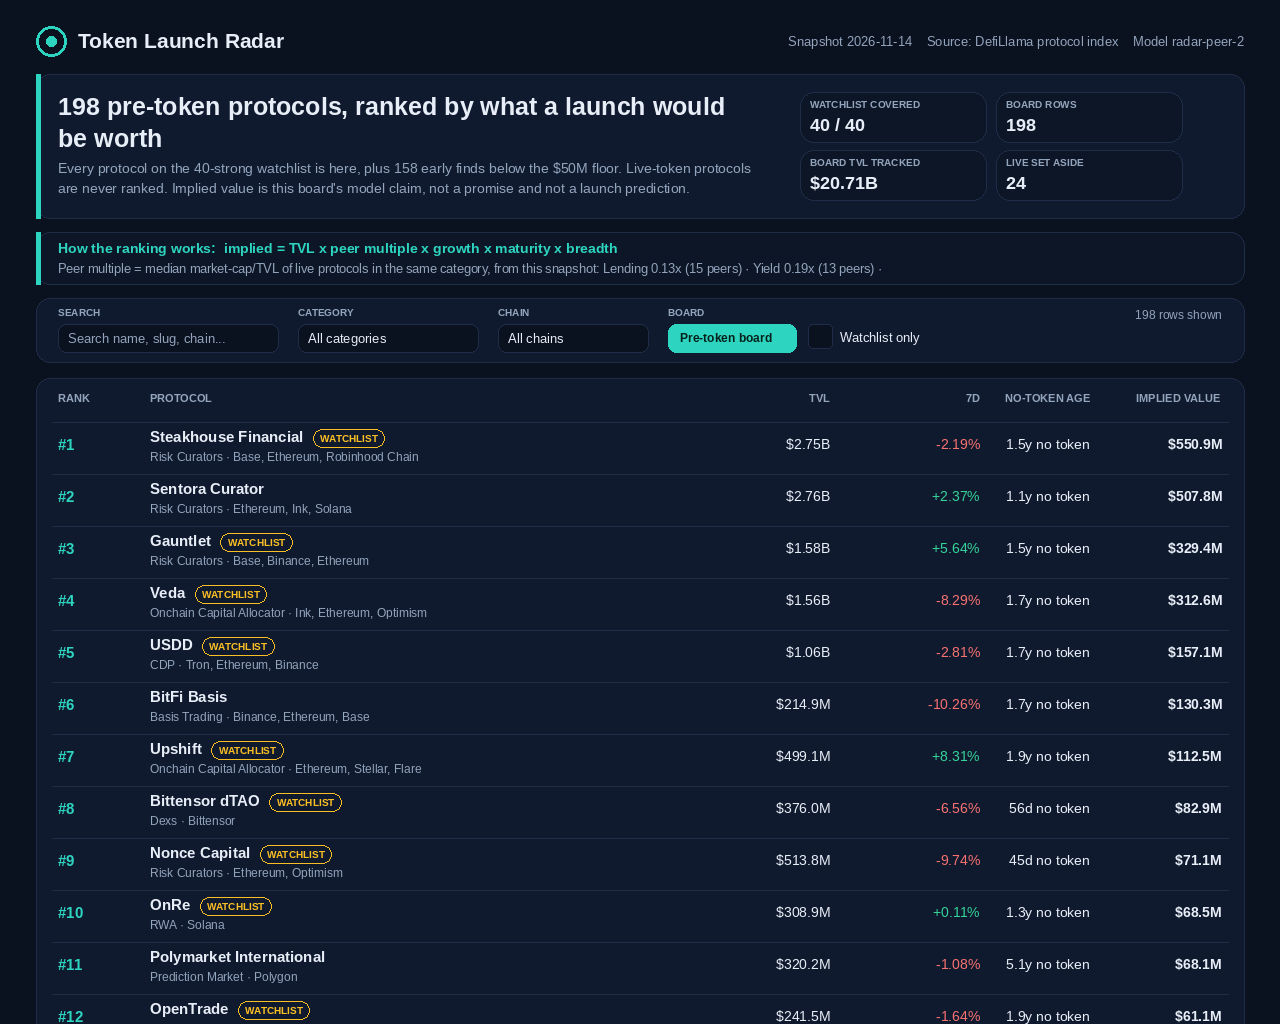 Token Launch Radar
Snapshot 2026-11-14 Source: DefiLlama protocol index Model radar-peer-2
198 pre-token protocols, ranked by what a launch would
be worth
Every protocol on the 40-strong watchlist is here, plus 158 early finds below the $50M floor. Live-token protocols
are never ranked. Implied value is this board's model claim, not a promise and not a launch prediction.
WATCHLIST COVERED
40 / 40
BOARD ROWS
198
BOARD TVL TRACKED
$20.71B
LIVE SET ASIDE
24
How the ranking works: implied = TVL x peer multiple x growth x maturity x breadth
Peer multiple = median market-cap/TVL of live protocols in the same category, from this snapshot: Lending 0.13x (15 peers) · Yield 0.19x (13 peers) ·
SEARCH CATEGORY CHAIN BOARD
198 rows shown
Search name, slug, chain... All categories All chains Pre-token board Watchlist only
RANK PROTOCOL TVL 7D NO-TOKEN AGE IMPLIED VALUE
#1 Steakhouse Financial WATCHLIST $2.75B -2.19% 1.5y no token $550.9M
Risk Curators · Base, Ethereum, Robinhood Chain
#2 Sentora Curator $2.76B +2.37% 1.1y no token $507.8M
Risk Curators · Ethereum, Ink, Solana
#3 Gauntlet WATCHLIST $1.58B +5.64% 1.5y no token $329.4M
Risk Curators · Base, Binance, Ethereum
#4 Veda WATCHLIST $1.56B -8.29% 1.7y no token $312.6M
Onchain Capital Allocator · Ink, Ethereum, Optimism
#5 USDD WATCHLIST $1.06B -2.81% 1.7y no token $157.1M
CDP · Tron, Ethereum, Binance
#6 BitFi Basis $214.9M -10.26% 1.7y no token $130.3M
Basis Trading · Binance, Ethereum, Base
#7 Upshift WATCHLIST $499.1M +8.31% 1.9y no token $112.5M
Onchain Capital Allocator · Ethereum, Stellar, Flare
#8 Bittensor dTAO WATCHLIST $376.0M -6.56% 56d no token $82.9M
Dexs · Bittensor
#9 Nonce Capital WATCHLIST $513.8M -9.74% 45d no token $71.1M
Risk Curators · Ethereum, Optimism
#10 OnRe WATCHLIST $308.9M +0.11% 1.3y no token $68.5M
RWA · Solana
#11 Polymarket International $320.2M -1.08% 5.1y no token $68.1M
Prediction Market · Polygon
#12 OpenTrade WATCHLIST $241.5M -1.64% 1.9y no token $61.1M